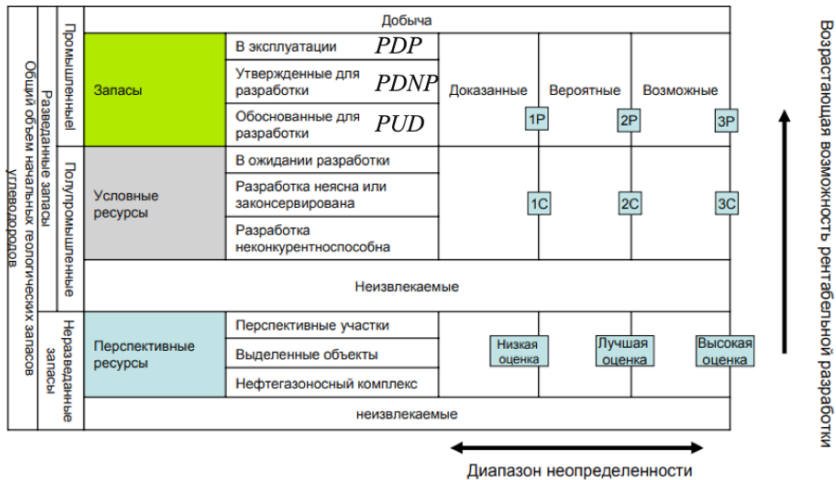 Добыча
Общий объем начальных геологических запасов
углеводородов
Разведанные запасы
Промышленныеl
Запасы
В эксплуатации PDP
Утвержденные для
разработки PDNP
Обоснованные для
разработки PUD
Доказанные Вероятные Возможные
1P 2P 3P
Полупромышленные
Условные
ресурсы
В ожидании разработки
Разработка неясна или
законсервирована
Разработка
неконкурентноспособна
1C 2C 3C
Неизвлекаемые
Неразведанные
запасы
Перспективные
ресурсы
Перспективные участки
Выделенные объекты
Нефтегазоносный комплекс
Низкая
оценка
Лучшая
оценка
Высокая
оценка
неизвлекаемые
Диапазон неопределенности
Возрастающая возможность рентабельной разработки